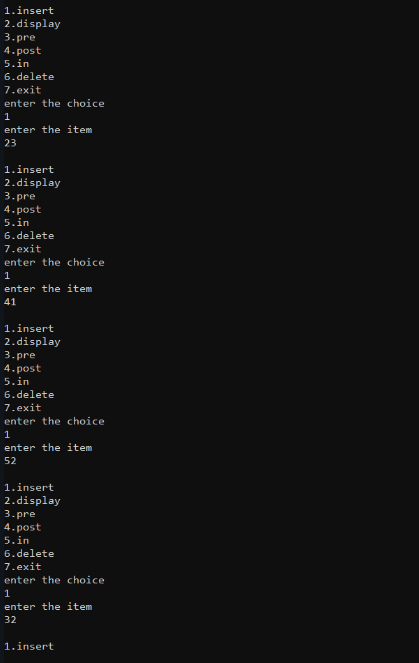 1.insert
2.display
3.pre
4.post
5.in
6.delete
7.exit
enter the choice
1
enter the item
23
1.insert
2.display
3.pre
4.post
5.in
6.delete
7.exit
enter the choice
1
enter the item
41
1.insert
2.display
3.pre
4.post
5.in
6.delete
7.exit
enter the choice
1
enter the item
52
1.insert
2.display
3.pre
4.post
5.in
6.delete
7.exit
enter the choice
1
enter the item
32
1.insert